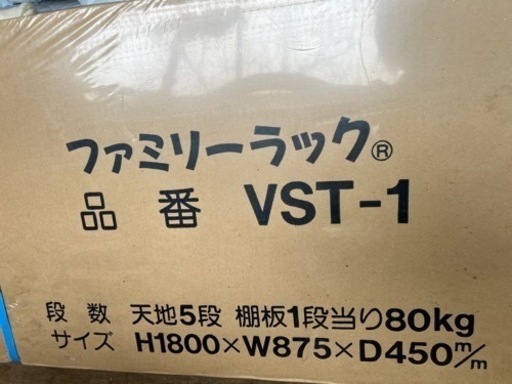 ファミリーラック®
品番 VST-1
段数 天地5段 棚板1段当り80kg
サイズ H1800×W875×D450m/m